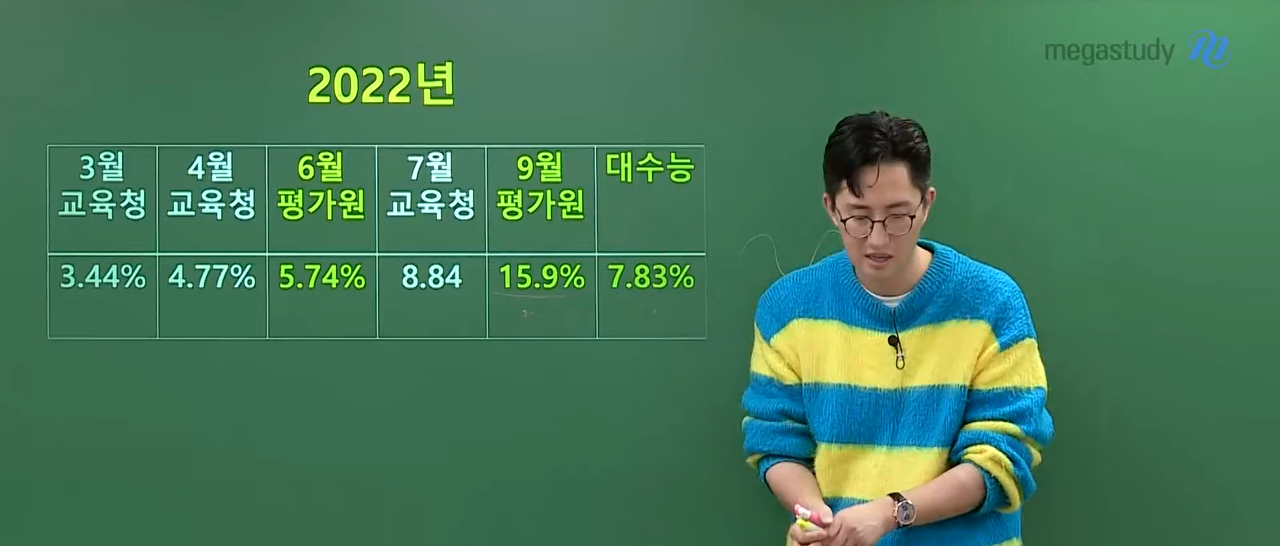 megastudy
2022년
3월 교육청
4월 교육청
6월 평가원
7월 교육청
9월 평가원
대수능
3.44%
4.77%
5.74%
8.84
15.9%
7.83%